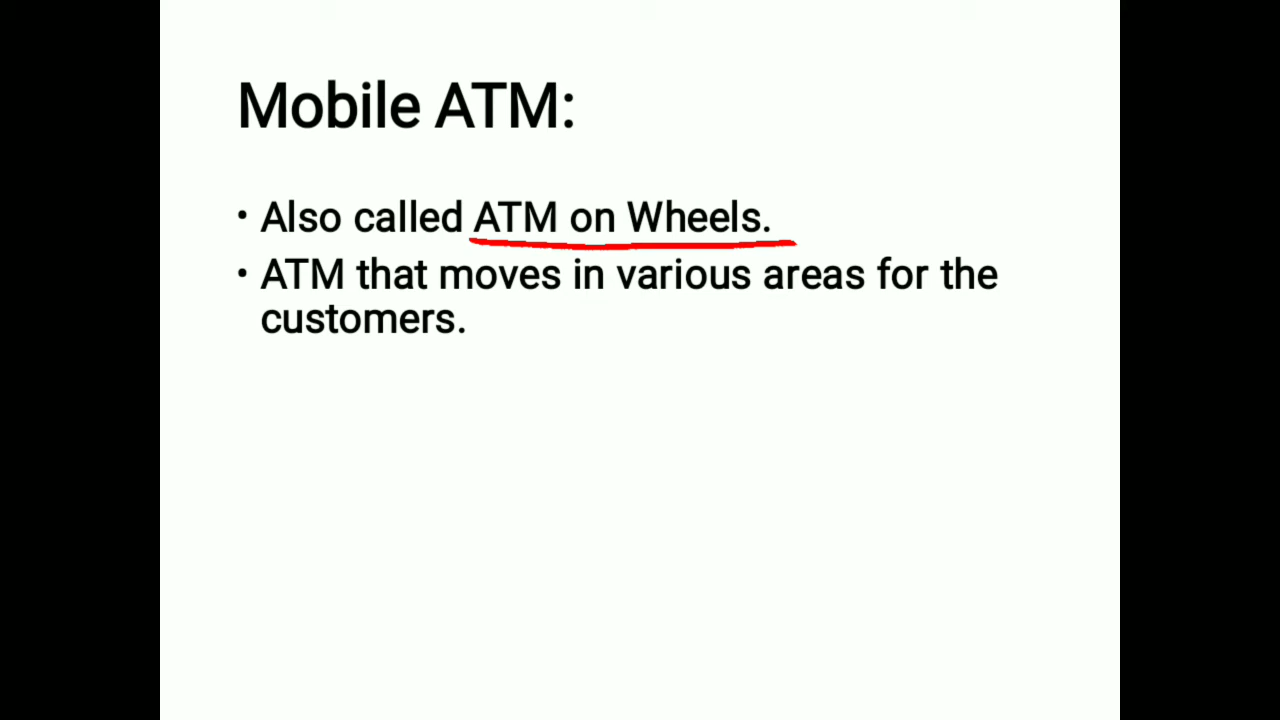 Mobile ATM:
• Also called ATM on Wheels.
• ATM that moves in various areas for the
customers.